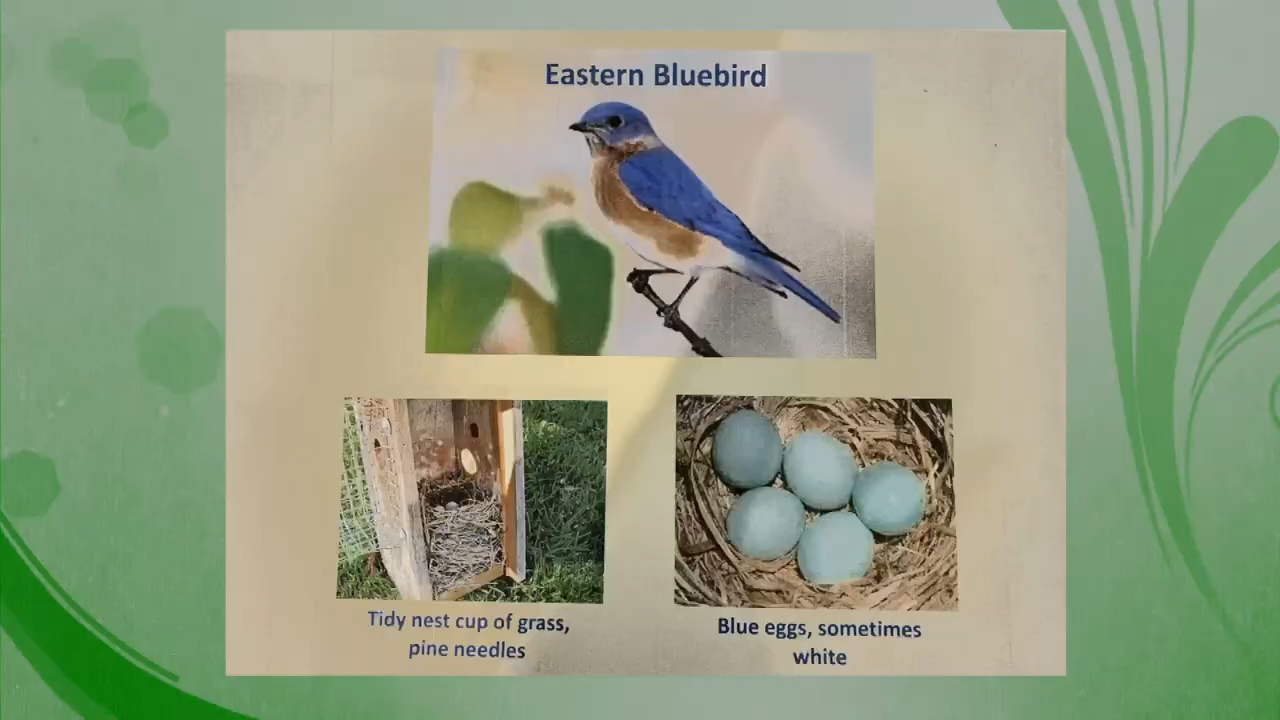 Eastern Bluebird
Tidy nest cup of grass,
pine needles
Blue eggs, sometimes
white